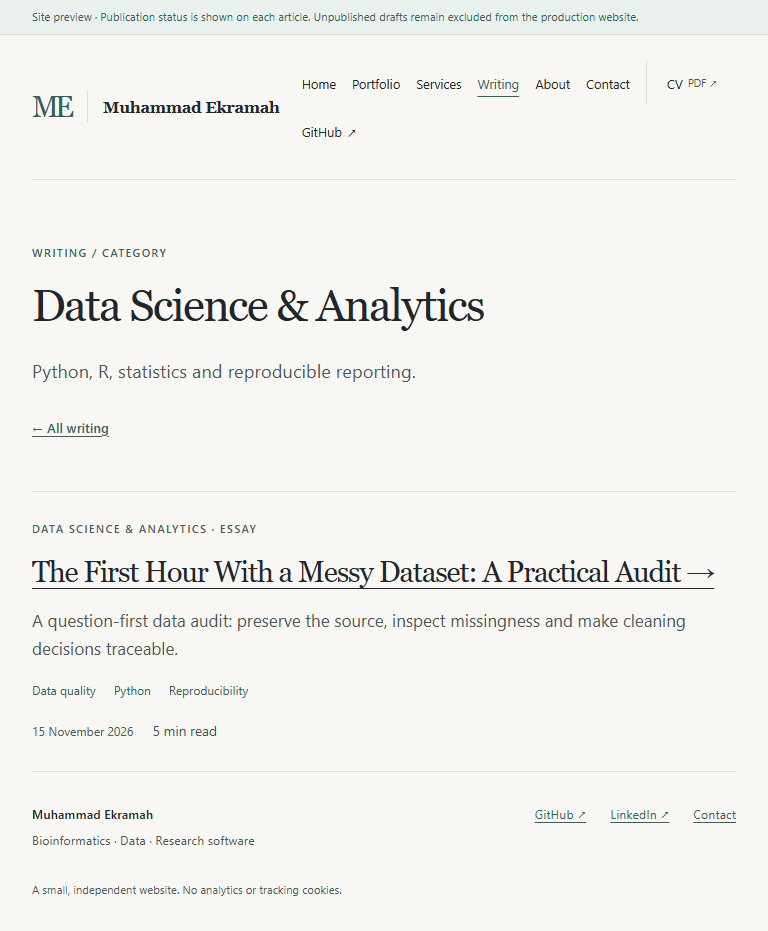 Site preview · Publication status is shown on each article. Unpublished drafts remain excluded from the production website.
ME
Muhammad Ekramah
Home Portfolio Services Writing About Contact CV PDF ↗
GitHub ↗
WRITING / CATEGORY
Data Science & Analytics
Python, R, statistics and reproducible reporting.
← All writing
DATA SCIENCE & ANALYTICS · ESSAY
The First Hour With a Messy Dataset: A Practical Audit →
A question-first data audit: preserve the source, inspect missingness and make cleaning
decisions traceable.
Data quality Python Reproducibility
15 November 2026 5 min read
Muhammad Ekramah
GitHub ↗ LinkedIn ↗ Contact
Bioinformatics · Data · Research software
A small, independent website. No analytics or tracking cookies.